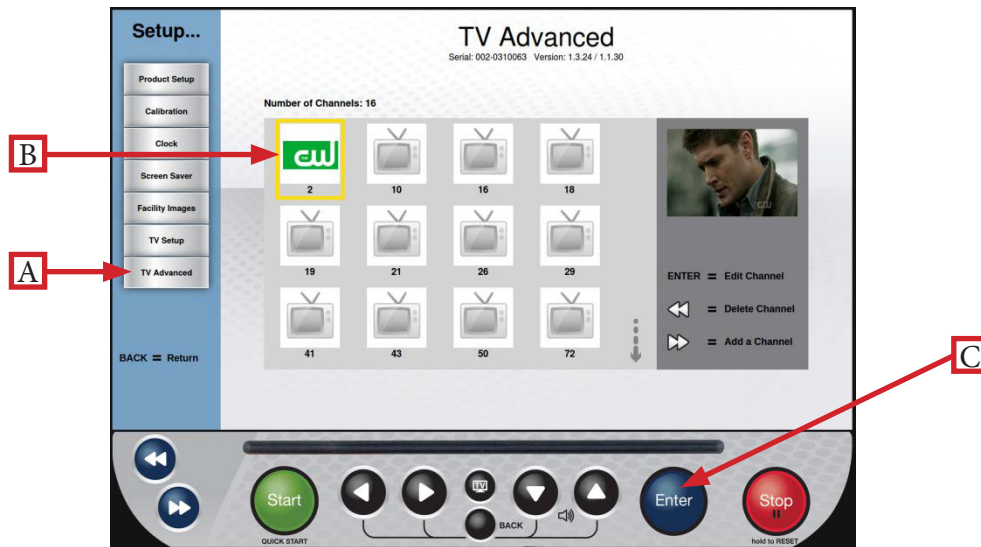 Setup...
Product Setup
Calibration
Clock
Screen Saver
Facility Images
TV Setup
TV Advanced
BACK = Return
TV Advanced
Serial: 002-0310063 Version: 1.3.24 / 1.1.30
Number of Channels: 16
THE CW
2 10 16 18
19 21 26 29
41 43 50 72
CW
ENTER = Edit Channel
= Delete Channel
= Add a Channel
B
A
C
Start
QUICK START
TV
BACK
Enter
Stop
hold to RESET